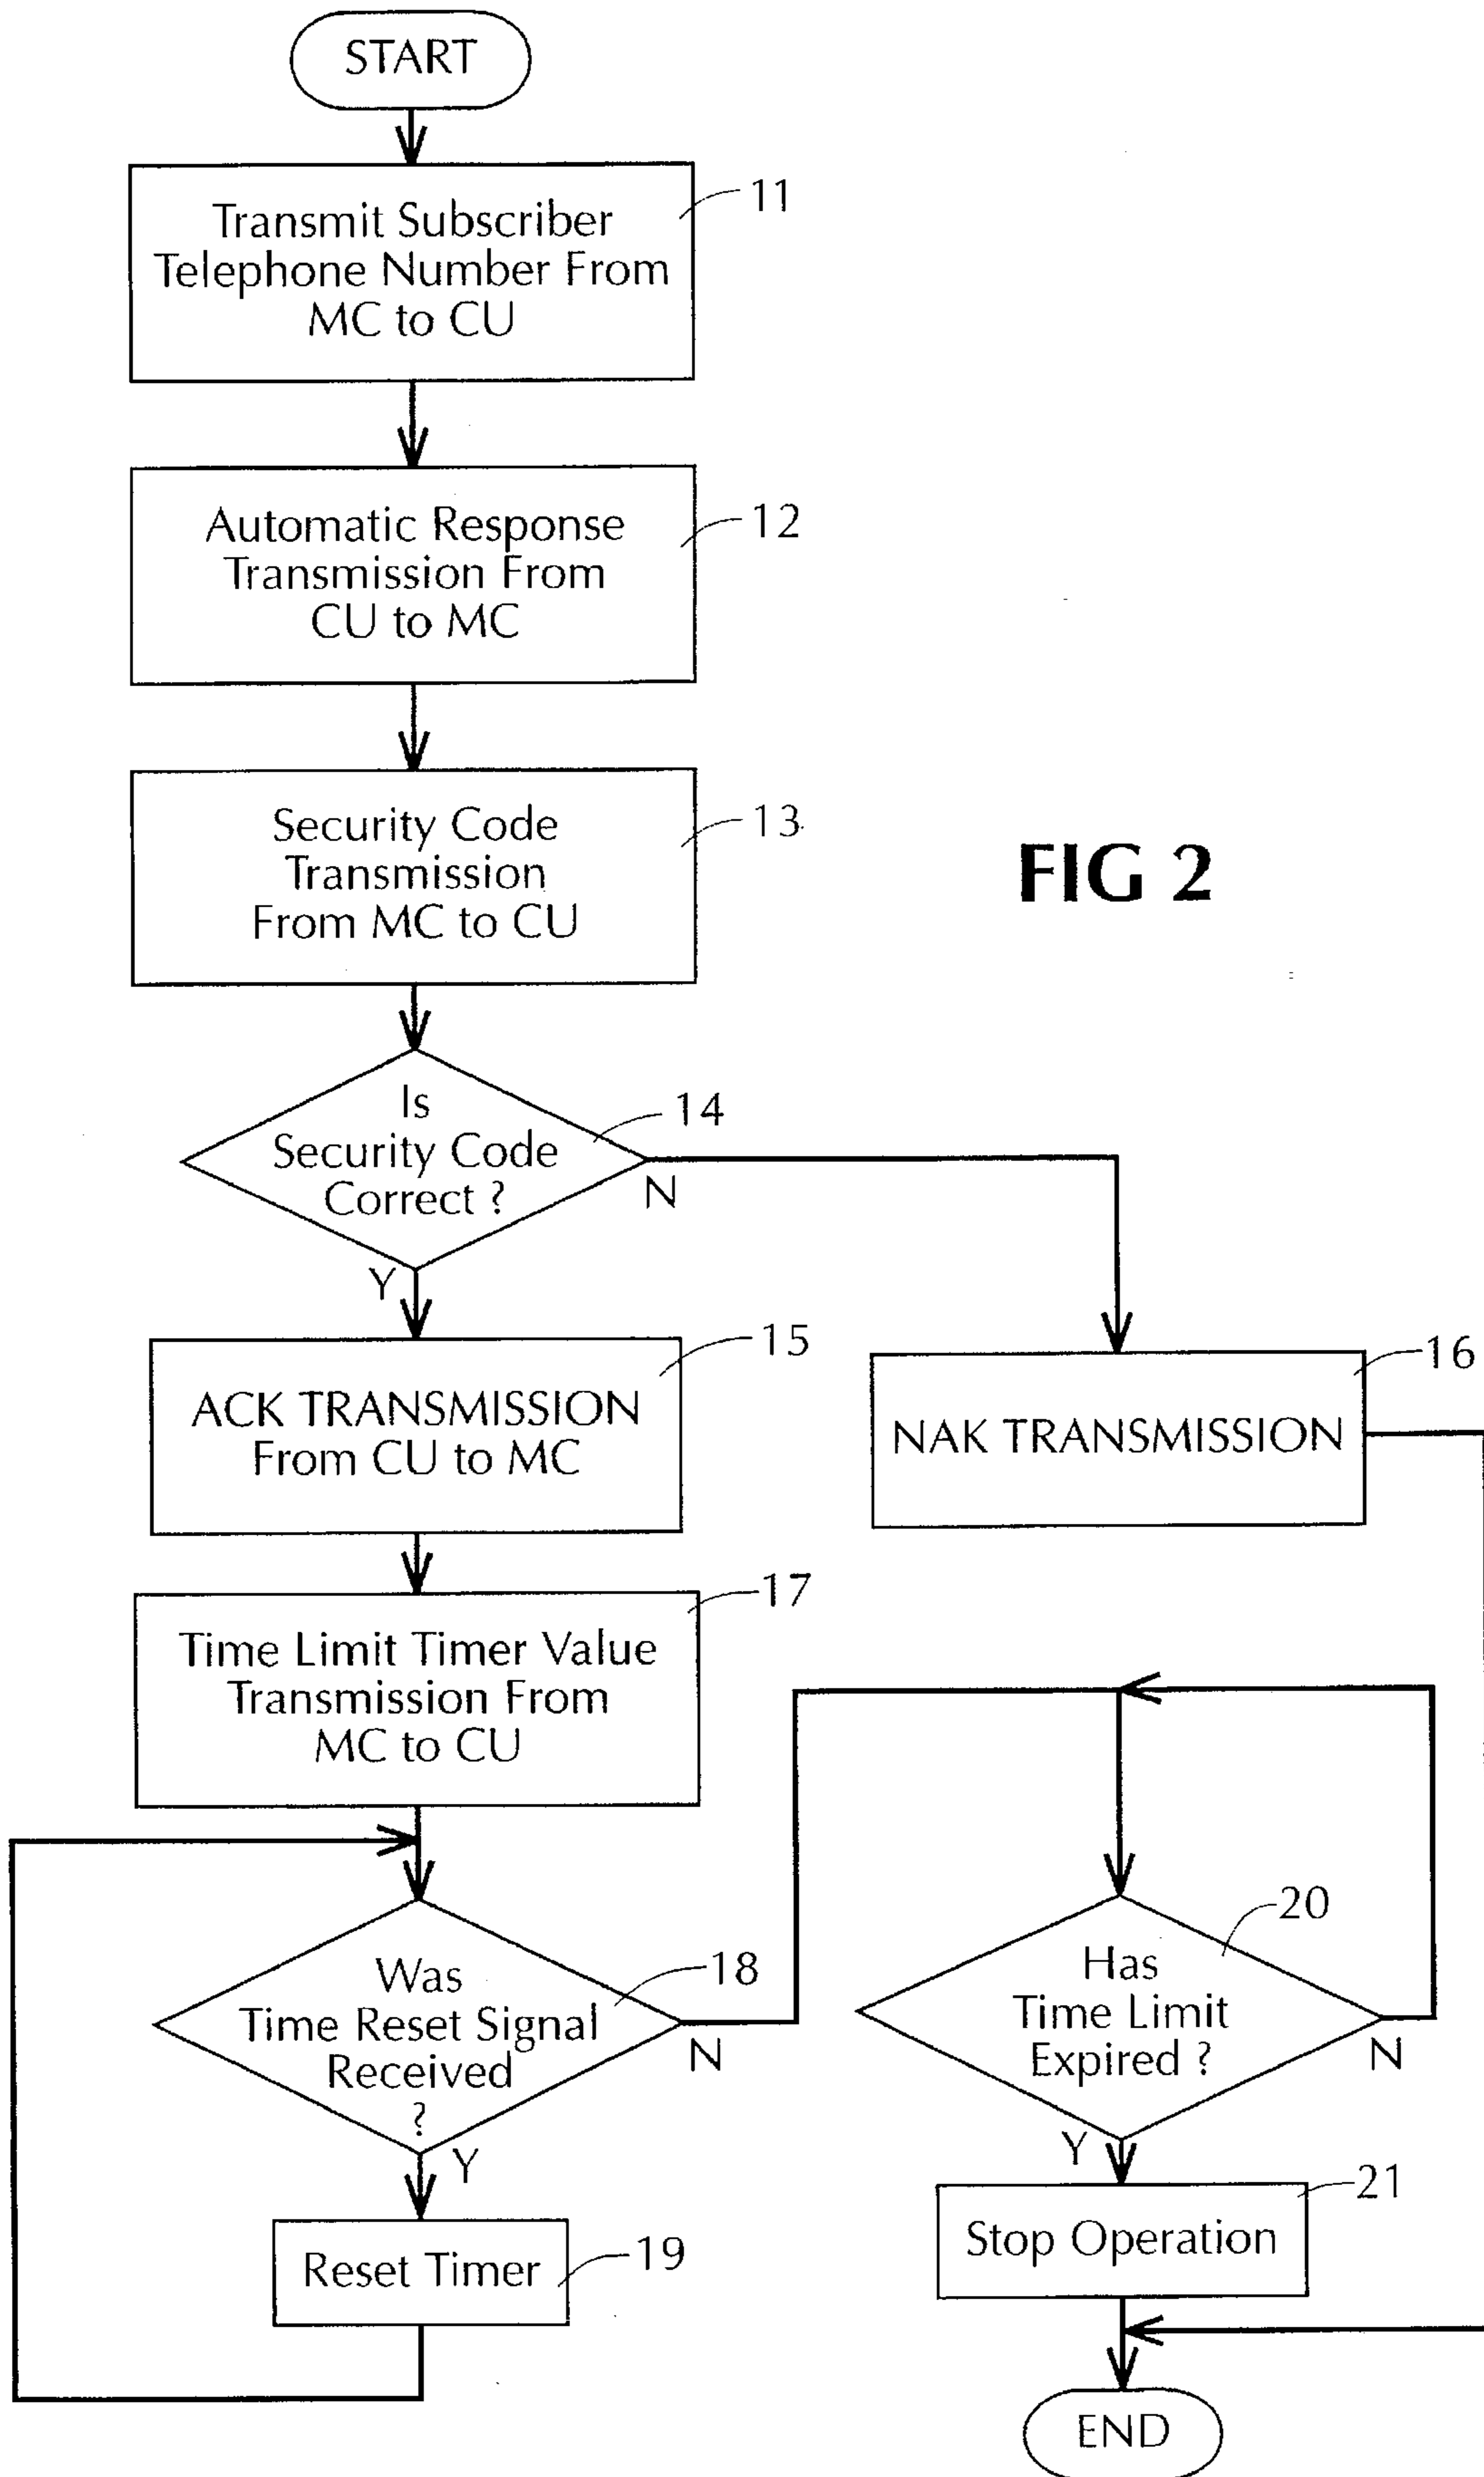 START
Transmit Subscriber
Telephone Number From
MC to CU
11
Automatic Response
Transmission From
CU to MC
12
Security Code
Transmission
From MC to CU
13
FIG 2
Is
Security Code
Correct ?
14
N
Y
ACK TRANSMISSION
From CU to MC
15
NAK TRANSMISSION
16
Time Limit Timer Value
Transmission From
MC to CU
17
Was
Time Reset Signal
Received
?
18
N
Y
Reset Timer
19
Has
Time Limit
Expired ?
20
N
Y
Stop Operation
21
END